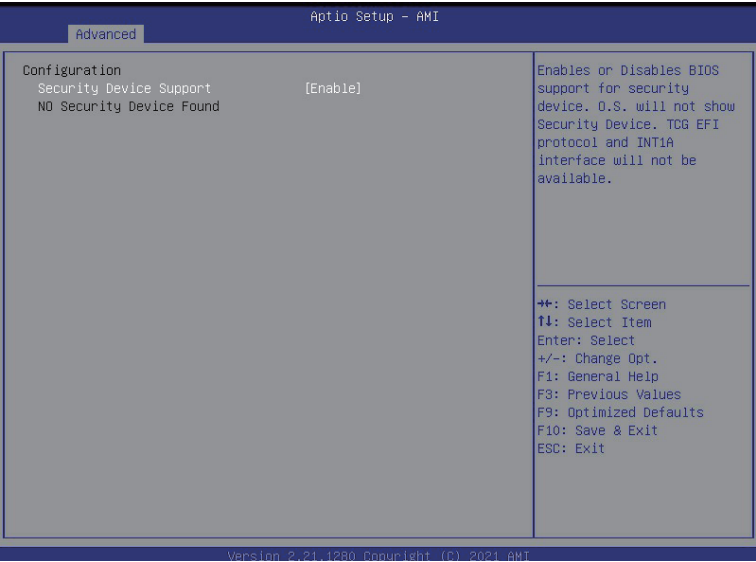 Aptio Setup – AMI
Advanced
Configuration
Security Device Support [Enable]
NO Security Device Found
Enables or Disables BIOS
support for security
device. O.S. will not show
Security Device. TCG EFI
protocol and INT1A
interface will not be
available.
→←: Select Screen
↑↓: Select Item
Enter: Select
+/-: Change Opt.
F1: General Help
F3: Previous Values
F9: Optimized Defaults
F10: Save & Exit
ESC: Exit
Version 2.21.1280 Copyright (C) 2021 AMI